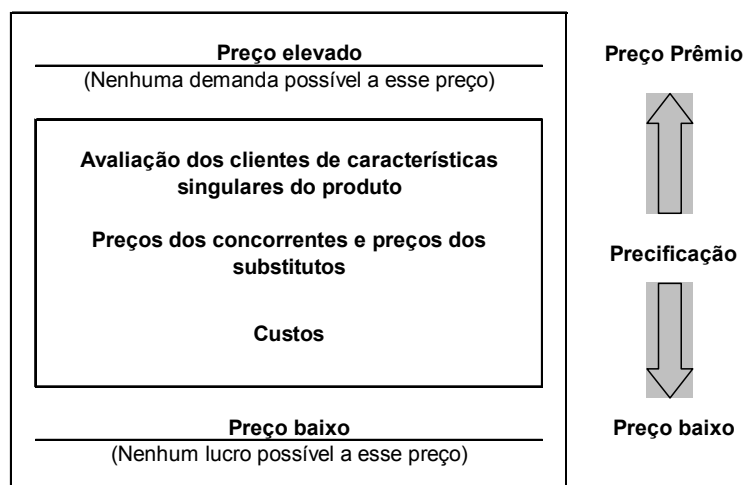 Preço elevado
(Nenhuma demanda possível a esse preço)
Avaliação dos clientes de características
singulares do produto
Preços dos concorrentes e preços dos
substitutos
Custos
Preço baixo
(Nenhum lucro possível a esse preço)
Preço Prêmio
Precificação
Preço baixo